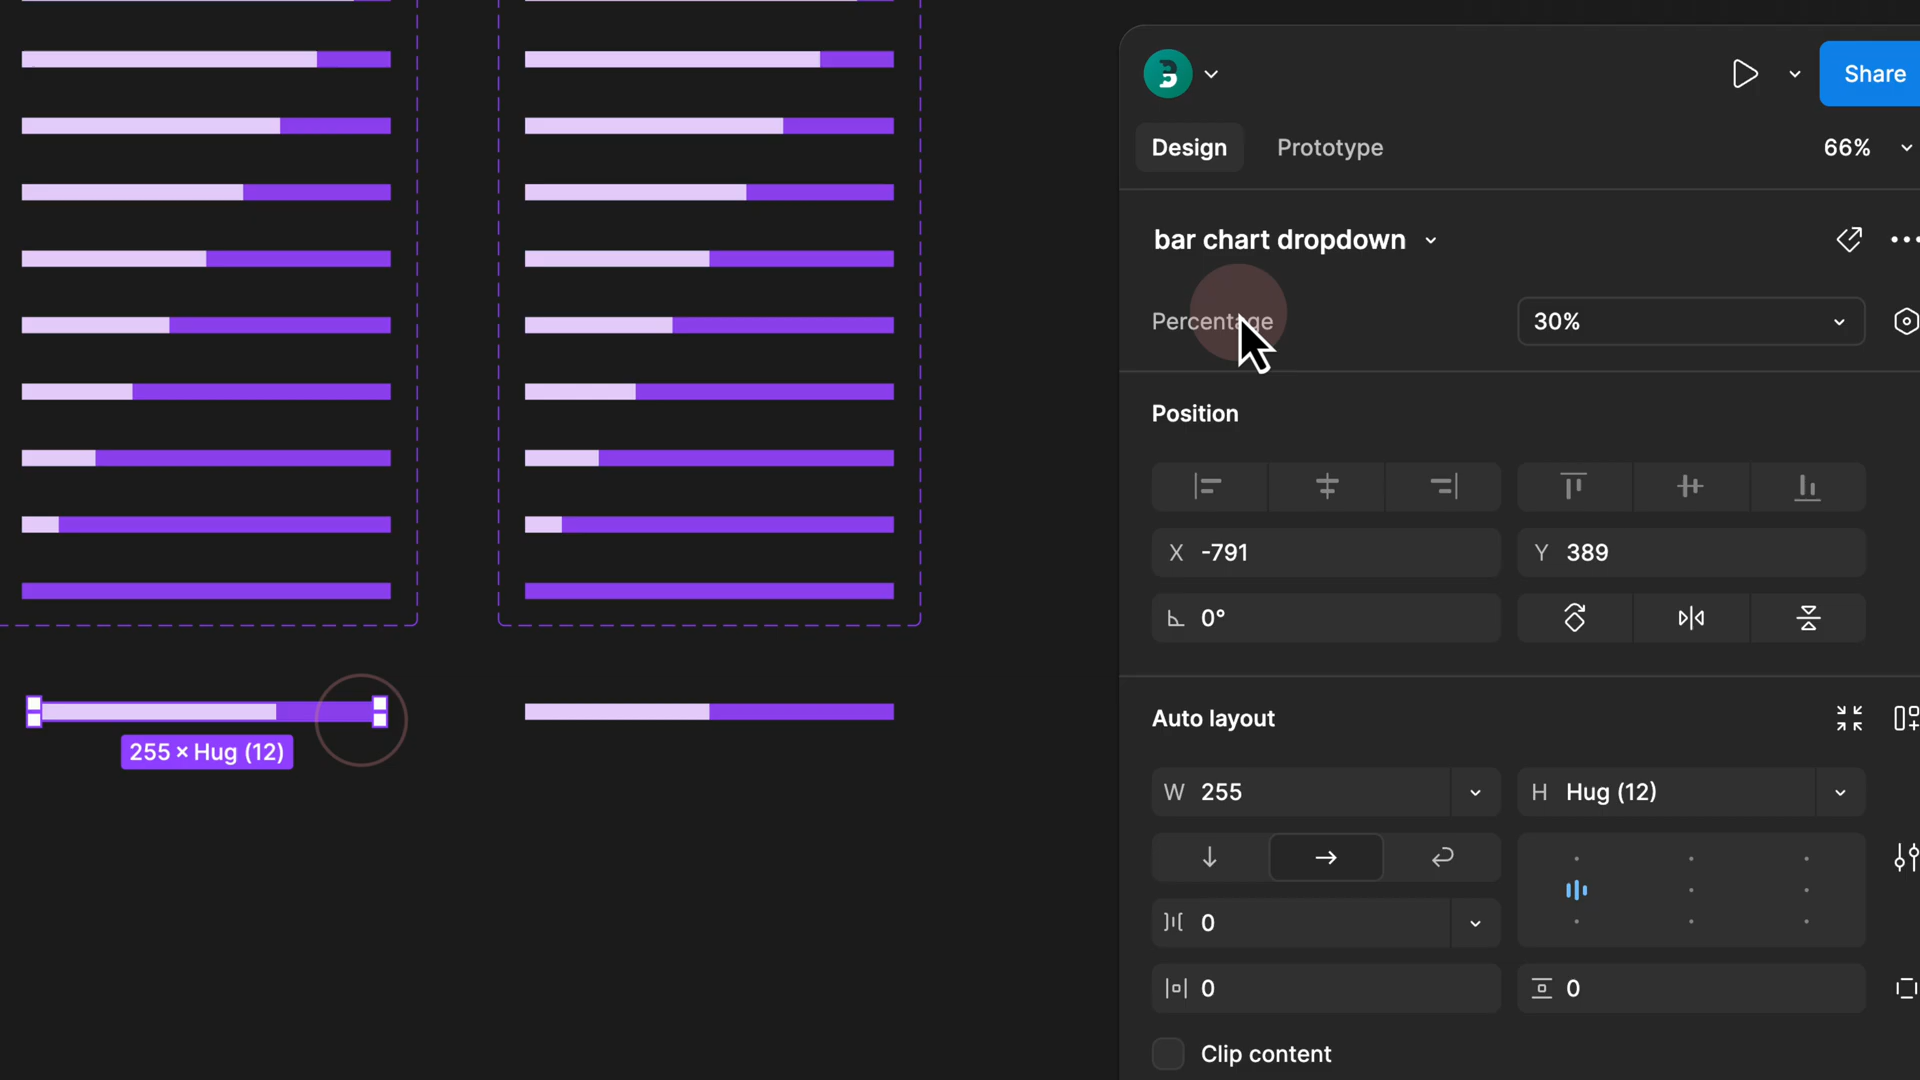 Share
Design Prototype 66%
bar chart dropdown
Percentage 30%
Position
X -791 Y 389
0°
Auto layout
W 255 H Hug (12)
0
0 0
Clip content
255 × Hug (12)